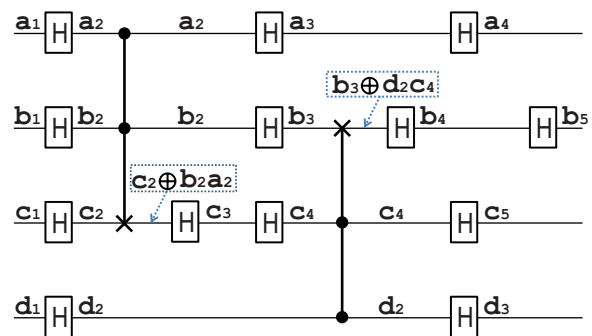 a₁ H a₂ a₂ H a₃ H a₄
b₃⊕d₂c₄
b₁ H b₂ b₂ H b₃ H b₄ H b₅
c₂⊕b₂a₂
c₁ H c₂ H c₃ H c₄ c₄ H c₅
d₁ H d₂ d₂ H d₃